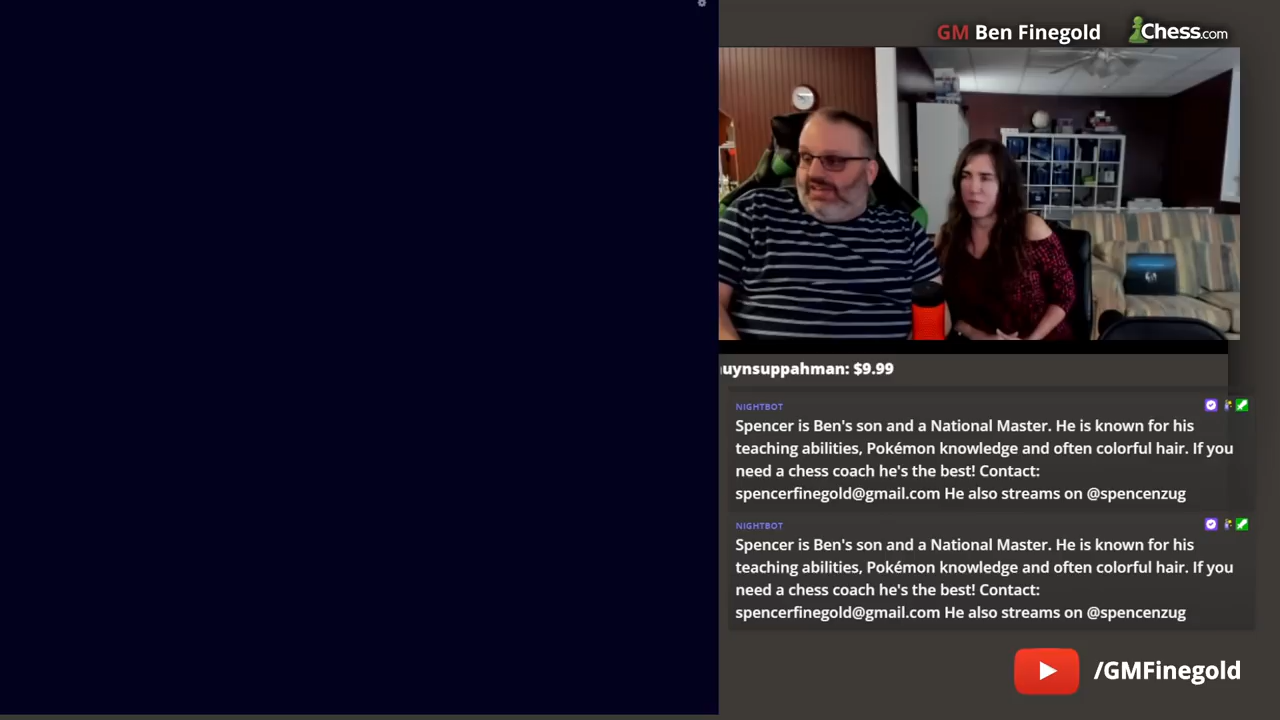 GM Ben Finegold
Chess.com
uynsuppahman: $9.99
NIGHTBOT
Spencer is Ben's son and a National Master. He is known for his
teaching abilities, Pokémon knowledge and often colorful hair. If you
need a chess coach he's the best! Contact:
spencerfinegold@gmail.com He also streams on @spencenzug
NIGHTBOT
Spencer is Ben's son and a National Master. He is known for his
teaching abilities, Pokémon knowledge and often colorful hair. If you
need a chess coach he's the best! Contact:
spencerfinegold@gmail.com He also streams on @spencenzug
/GMFinegold